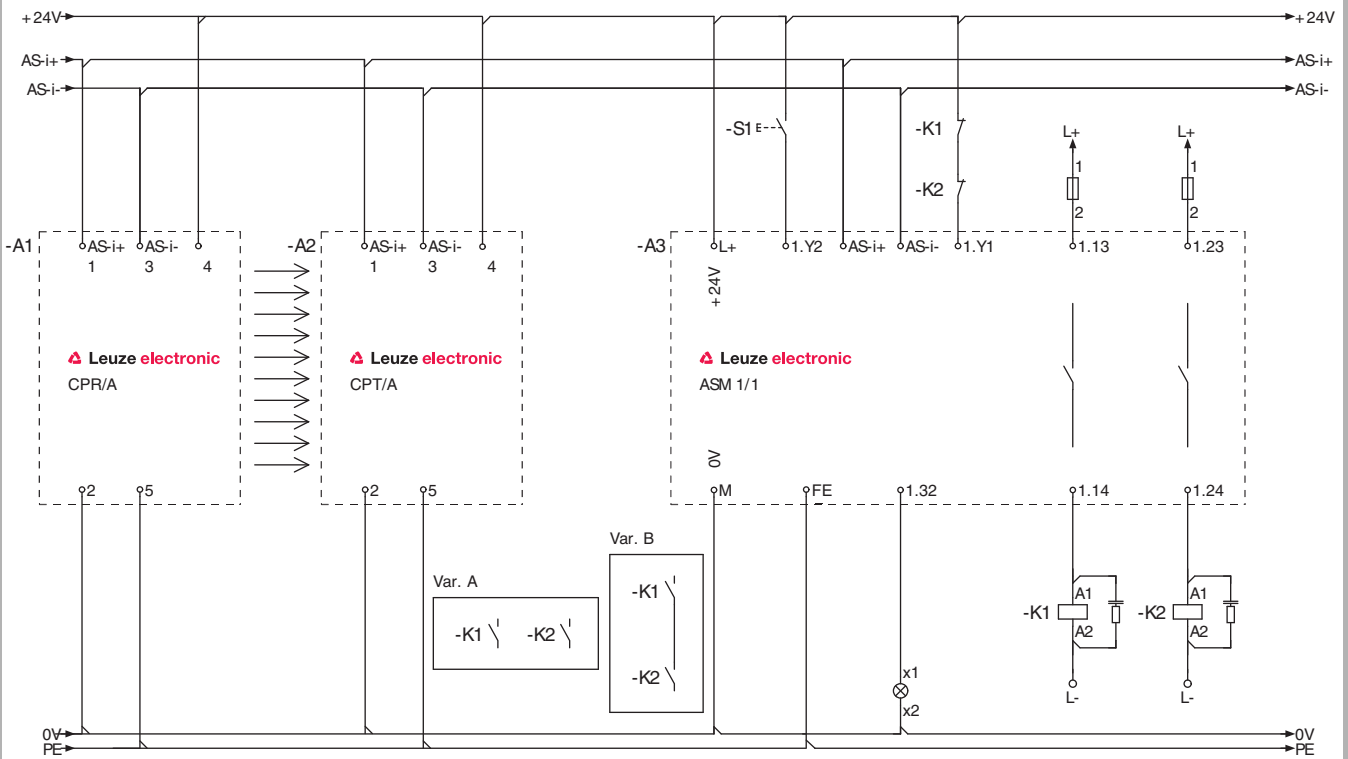 +24V +24V
AS-i+ AS-i+
AS-i- AS-i-
-S1 -K1 L+ L+
1 1
-K2
2 2
-A1 AS-i+ AS-i- -A2 AS-i+ AS-i- -A3 L+ 1.Y2 AS-i+ AS-i- 1.Y1 1.13 1.23
1 3 4 1 3 4
+24V
Leuze electronic Leuze electronic Leuze electronic
CPR/A CPT/A ASM 1/1
0V
2 5 2 5 M FE 1.32 1.14 1.24
Var. B
Var. A
-K1 A1 A1
-K1 -K2 -K1 -K2
A2 A2
-K2 x1
L- L-
x2
0V 0V
PE PE